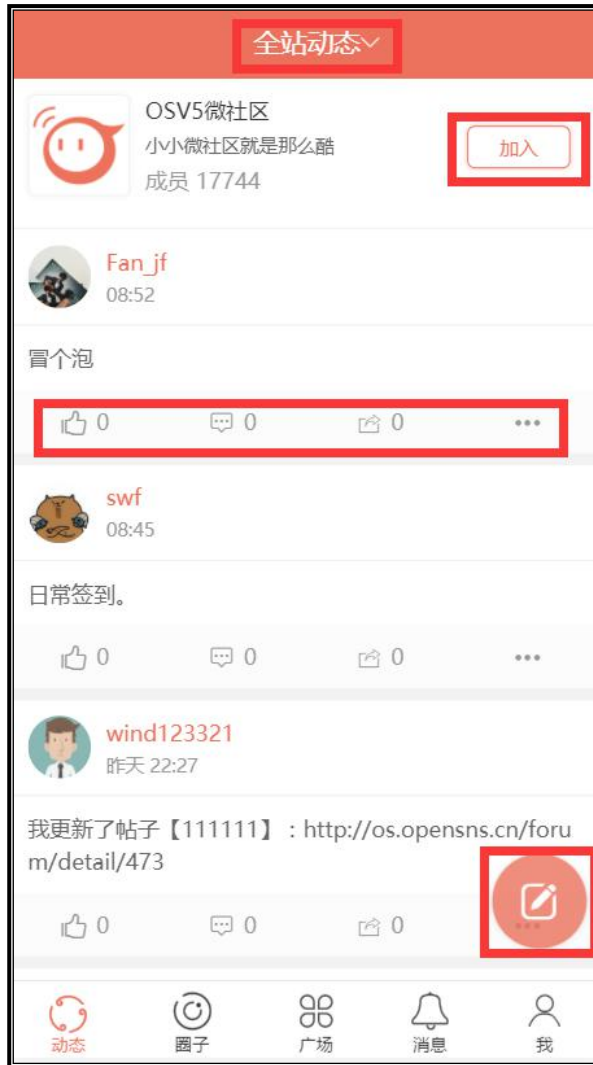 全站动态
OSV5微社区
小小微社区就是那么酷
成员 17744
加入
Fan_jf
08:52
冒个泡
0 0 0
swf
08:45
日常签到。
0 0 0
wind123321
昨天 22:27
我更新了帖子【111111】:http://os.opensns.cn/foru
m/detail/473
0 0 0
动态 圈子 广场 消息 我